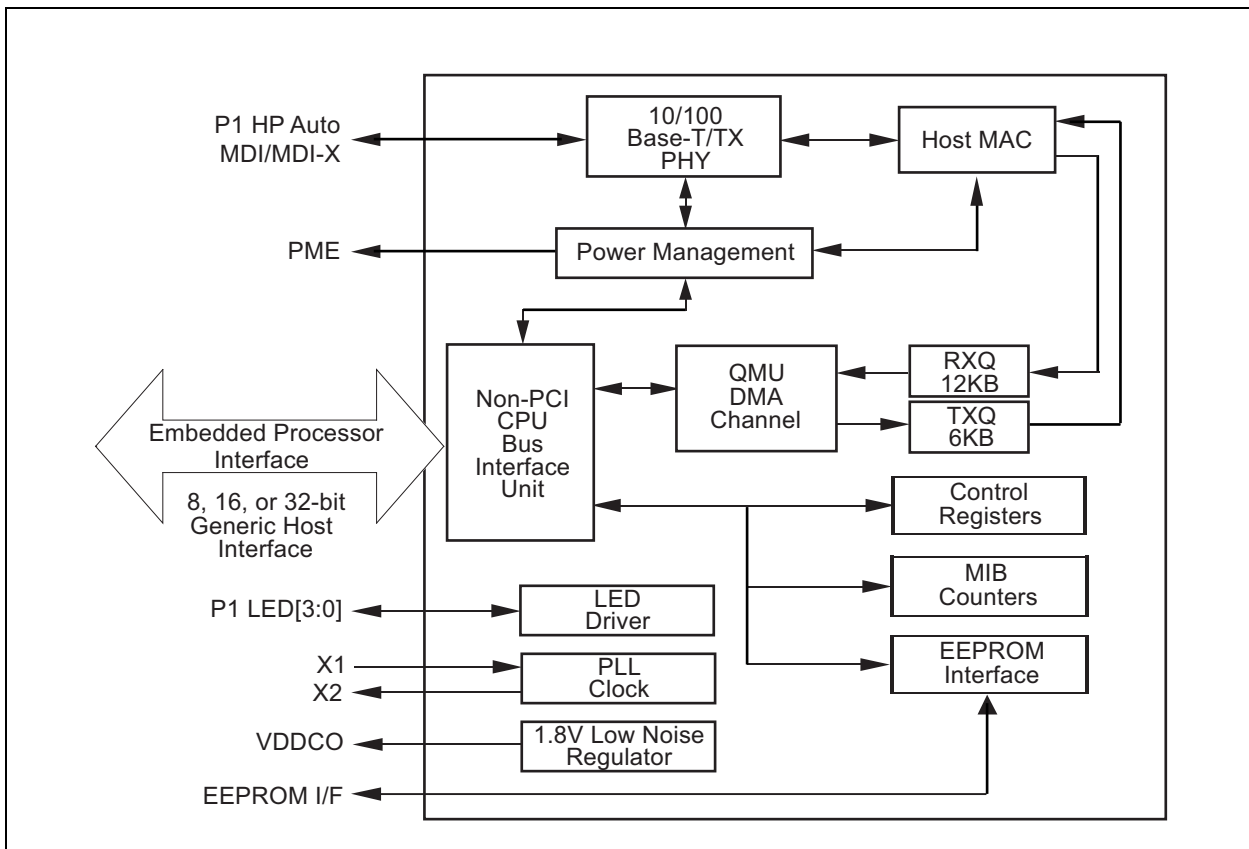 P1 HP Auto
MDI/MDI-X
10/100
Base-T/TX
PHY
Host MAC
PME
Power Management
Non-PCI
CPU
Bus
Interface
Unit
QMU
DMA
Channel
RXQ
12KB
TXQ
6KB
Embedded Processor
Interface
8, 16, or 32-bit
Generic Host
Interface
Control
Registers
MIB
Counters
EEPROM
Interface
P1 LED[3:0]
LED
Driver
X1
X2
PLL
Clock
VDDCO
1.8V Low Noise
Regulator
EEPROM I/F